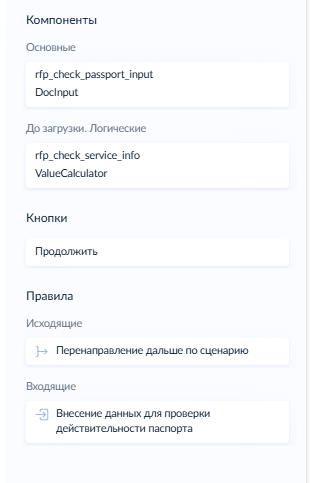 Компоненты
Основные
rfp_check_passport_input
DocInput
До загрузки. Логические
rfp_check_service_info
ValueCalculator
Кнопки
Продолжить
Правила
Исходящие
Перенаправление дальше по сценарию
Входящие
Внесение данных для проверки
действительности паспорта